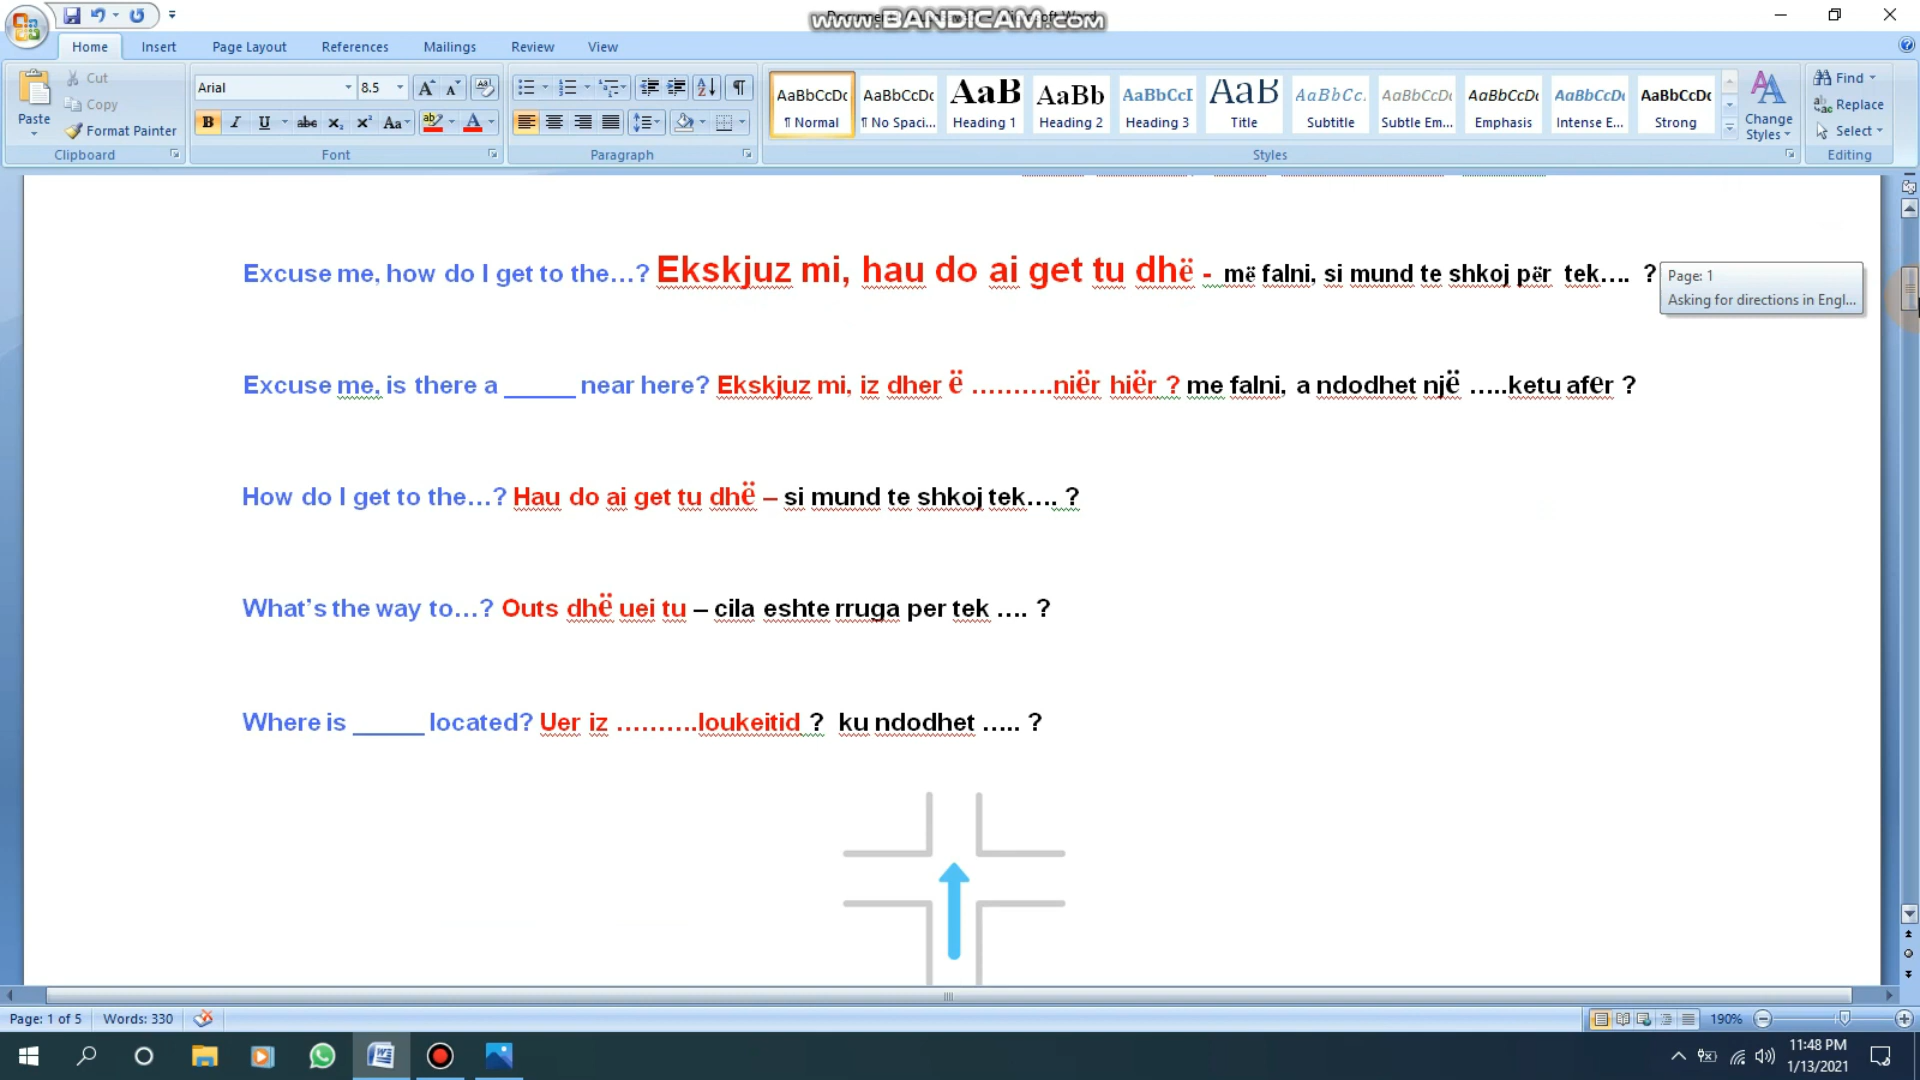 www.BANDICAM.com
Home Insert Page Layout References Mailings Review View
Paste
Cut
Copy
Format Painter
Clipboard
Arial 8.5
Font
Paragraph
AaBbCcDc AaBbCcDc AaB AaBb AaBbCcI AaB AaBbCc. AaBbCcDc AaBbCcDc AaBbCcDc AaBbCcDc
¶ Normal ¶ No Spaci... Heading 1 Heading 2 Heading 3 Title Subtitle Subtle Em... Emphasis Intense E... Strong
Change Styles
Styles
Find
Replace
Select
Editing
Excuse me, how do I get to the…? Ekskjuz mi, hau do ai get tu dhë - më falni, si mund te shkoj për tek…. ?
Page: 1
Asking for directions in Engl...
Excuse me, is there a _____ near here? Ekskjuz mi, iz dher ë ……….niër hiër ? me falni, a ndodhet një …..ketu afer ?
How do I get to the…? Hau do ai get tu dhë – si mund te shkoj tek…. ?
What’s the way to…? Outs dhë uei tu – cila eshte rruga per tek …. ?
Where is _____ located? Uer iz ……….loukeitid ? ku ndodhet ….. ?
Page: 1 of 5 Words: 330 190%
11:48 PM
1/13/2021